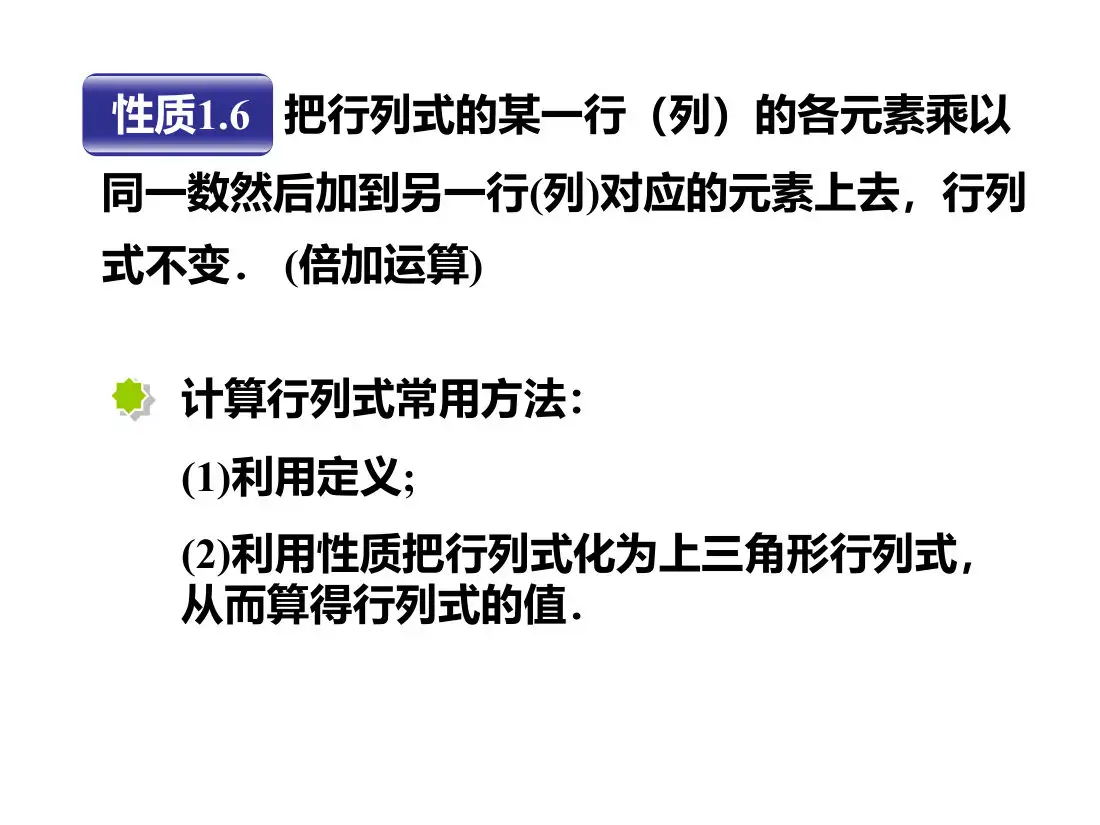 性质1.6 把行列式的某一行（列）的各元素乘以
同一数然后加到另一行(列)对应的元素上去，行列
式不变． (倍加运算)
计算行列式常用方法：
(1)利用定义;
(2)利用性质把行列式化为上三角形行列式，
从而算得行列式的值．